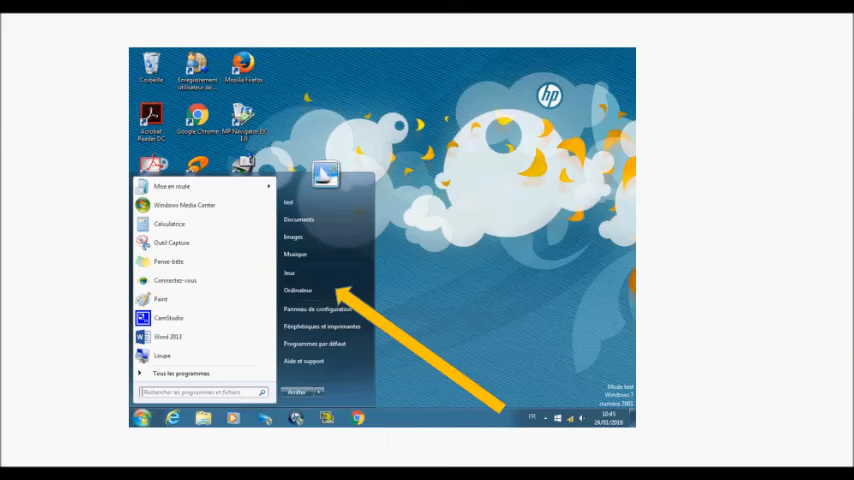 Corbeille
Enregistrement
utilisateur de ...
Mozilla Firefox
hp
Acrobat
Reader DC
Google Chrome
MP Navigator EX
1.0
Mise en route
Windows Media Center
Calculatrice
Outil Capture
Pense-bête
Connectez-vous
Paint
CamStudio
Word 2013
Loupe
Tous les programmes
Rechercher les programmes et fichiers
test
Documents
Images
Musique
Jeux
Ordinateur
Panneau de configuration
Périphériques et imprimantes
Programmes par défaut
Aide et support
Arrêter
Mode test
Windows 7
numéro 7601
FR
10:45
24/01/2016